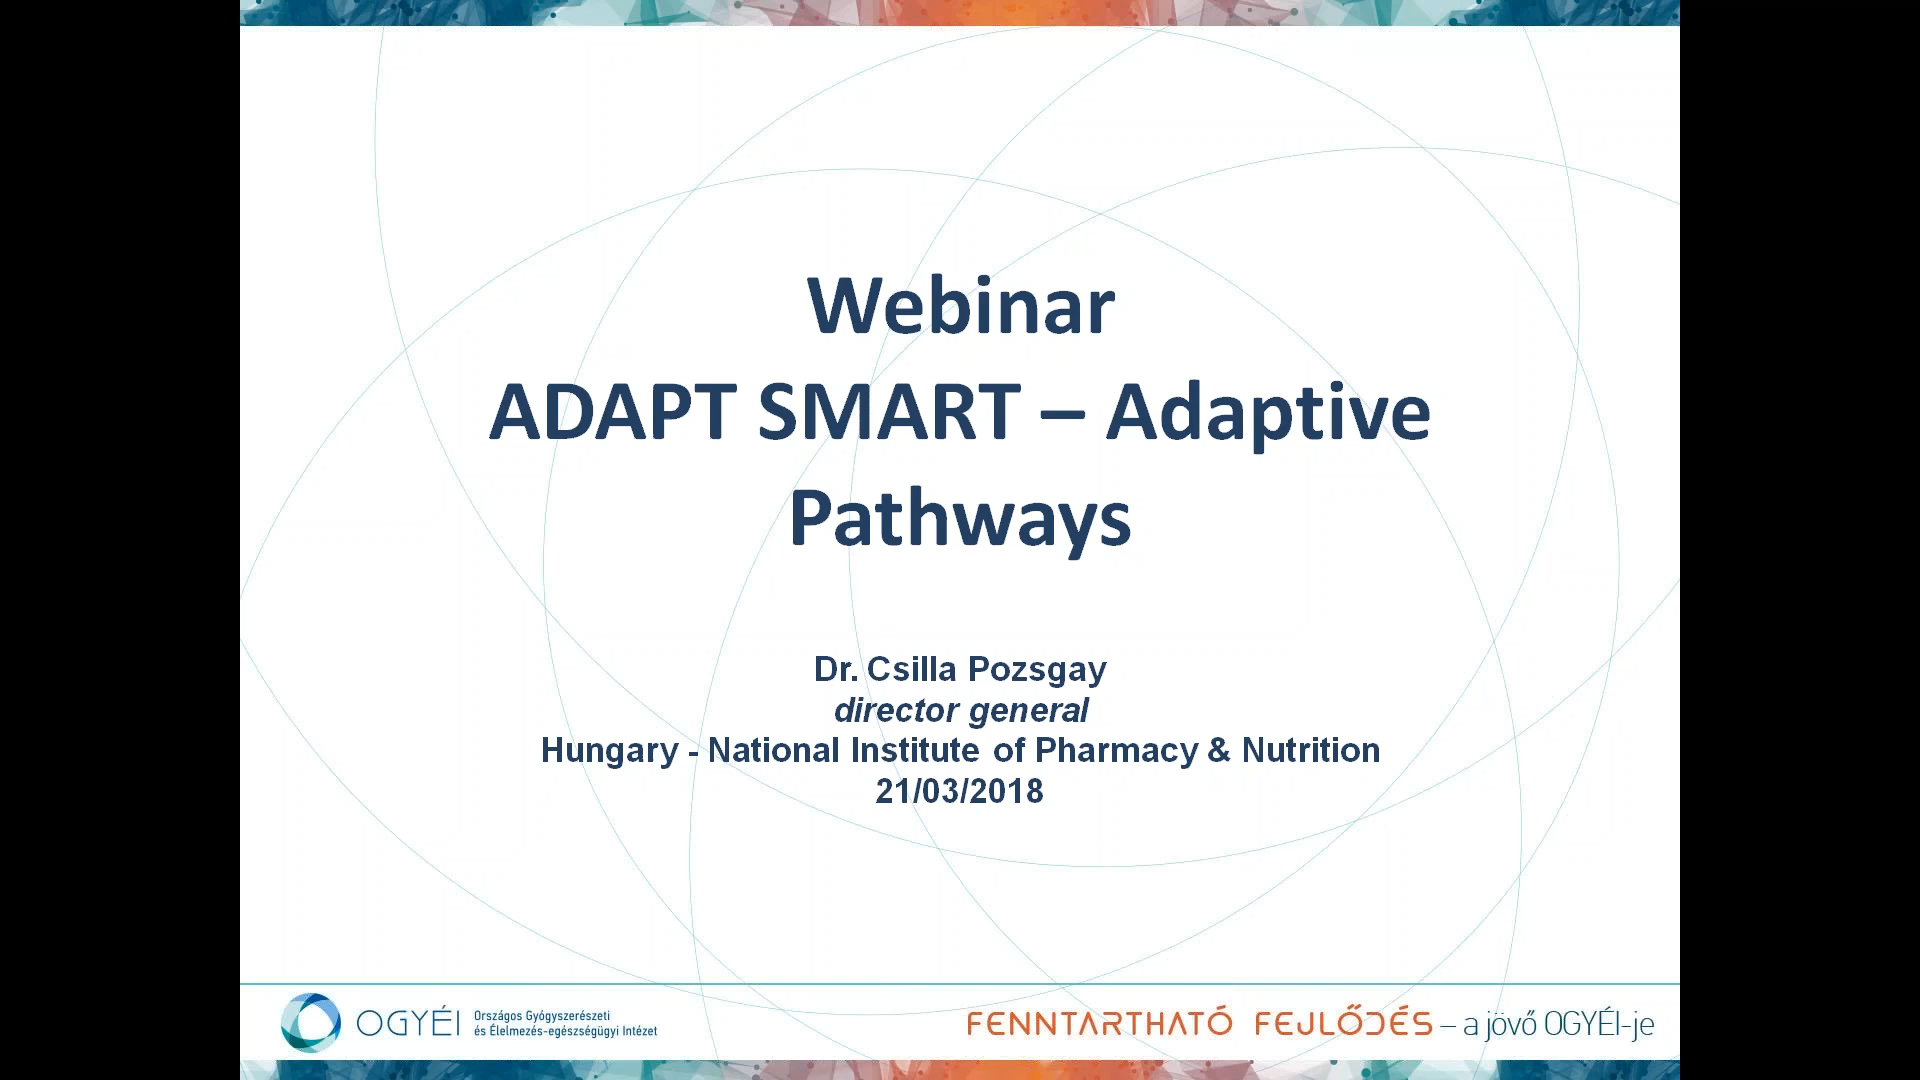 Webinar
ADAPT SMART – Adaptive
Pathways
Dr. Csilla Pozsgay
director general
Hungary - National Institute of Pharmacy & Nutrition
21/03/2018
OGYÉI
Országos Gyógyszerészeti
és Élelmezés-egészségügyi Intézet
FENNTARTHATÓ FEJLŐDÉS – a jövő OGYÉI-je